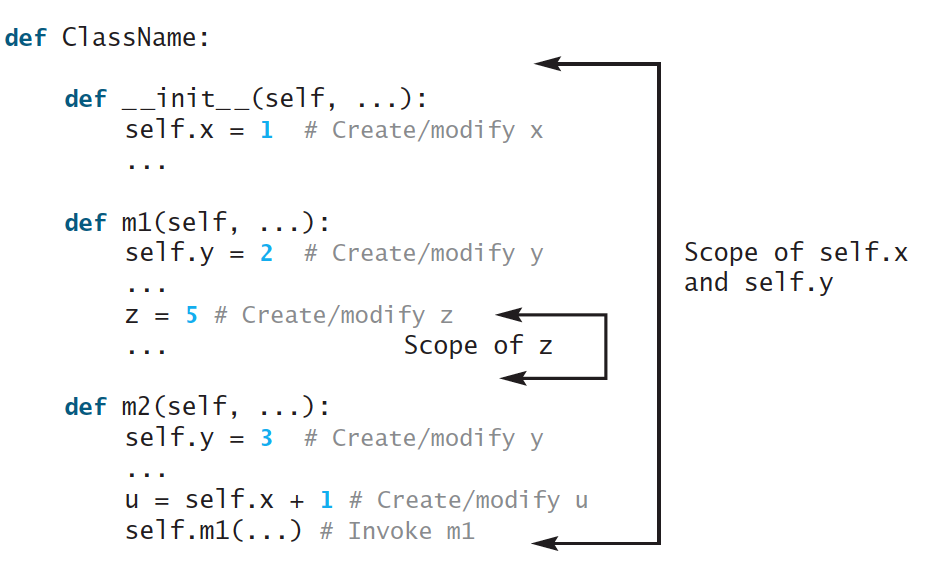 def ClassName:
def __init__(self, ...):
self.x = 1 # Create/modify x
...
def m1(self, ...):
self.y = 2 # Create/modify y
...
z = 5 # Create/modify z
...
Scope of z
def m2(self, ...):
self.y = 3 # Create/modify y
...
u = self.x + 1 # Create/modify u
self.m1(...) # Invoke m1
Scope of self.x
and self.y